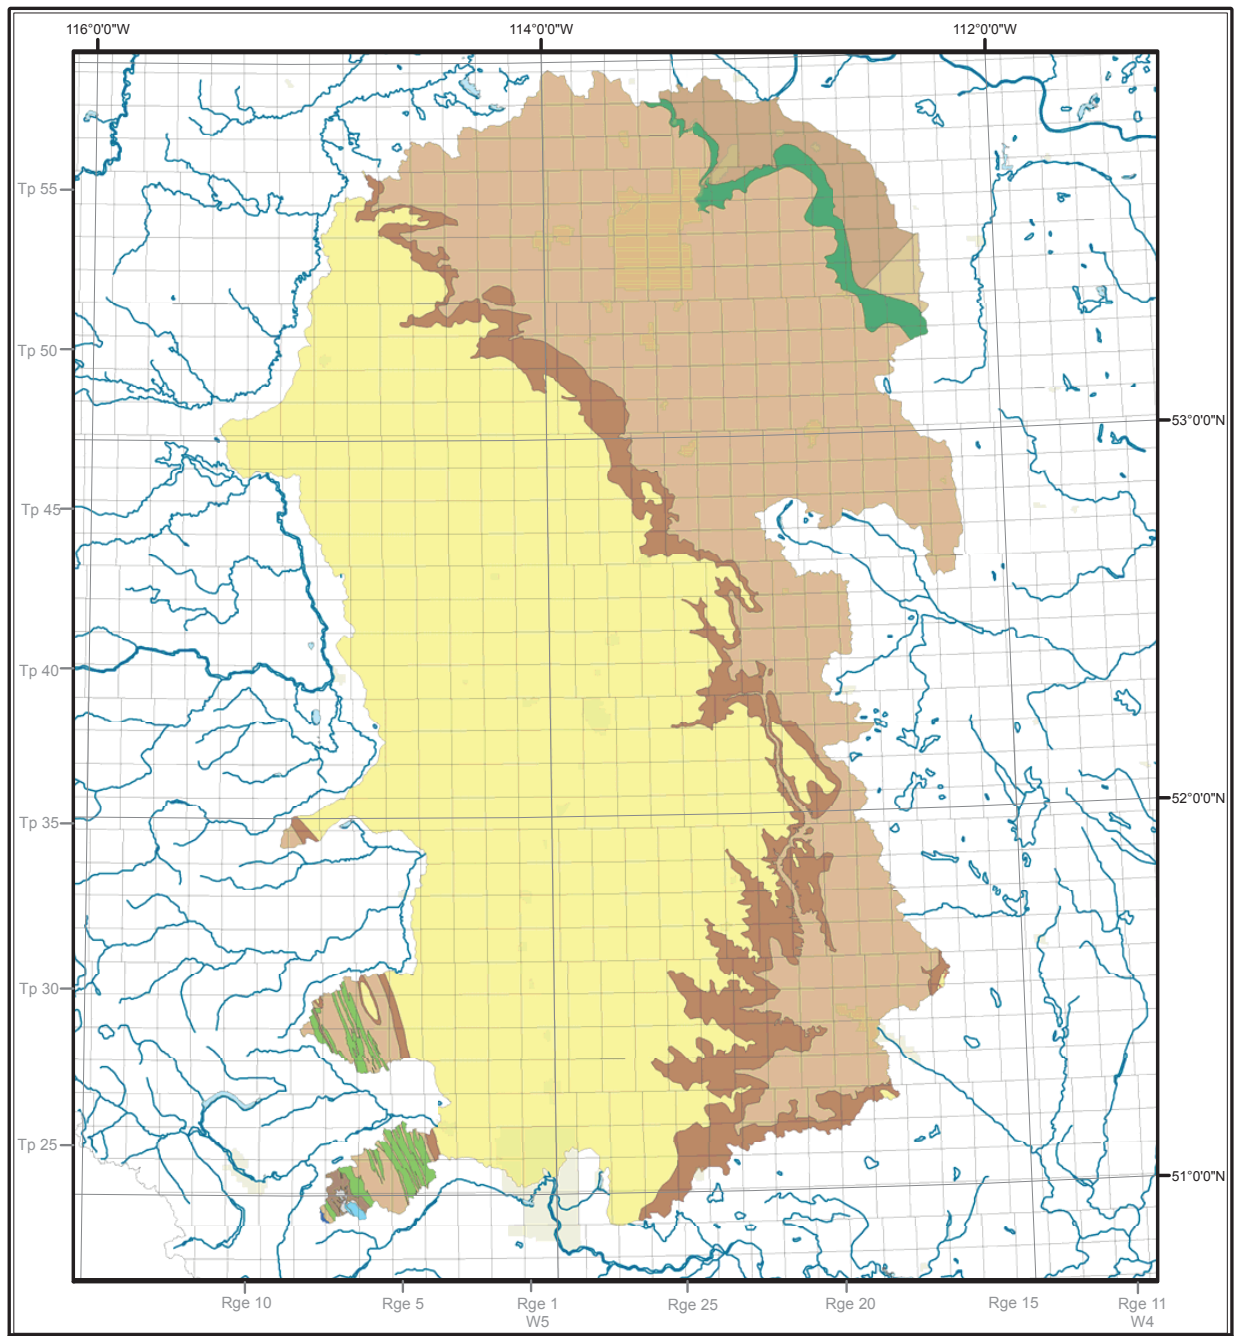 116°0'0"W 114°0'0"W 112°0'0"W
Tp 55
Tp 50
53°0'0"N
Tp 45
Tp 40
52°0'0"N
Tp 35
Tp 30
Tp 25
51°0'0"N
Rge 10 Rge 5 Rge 1 Rge 25 Rge 20 Rge 15 Rge 11
W5 W4